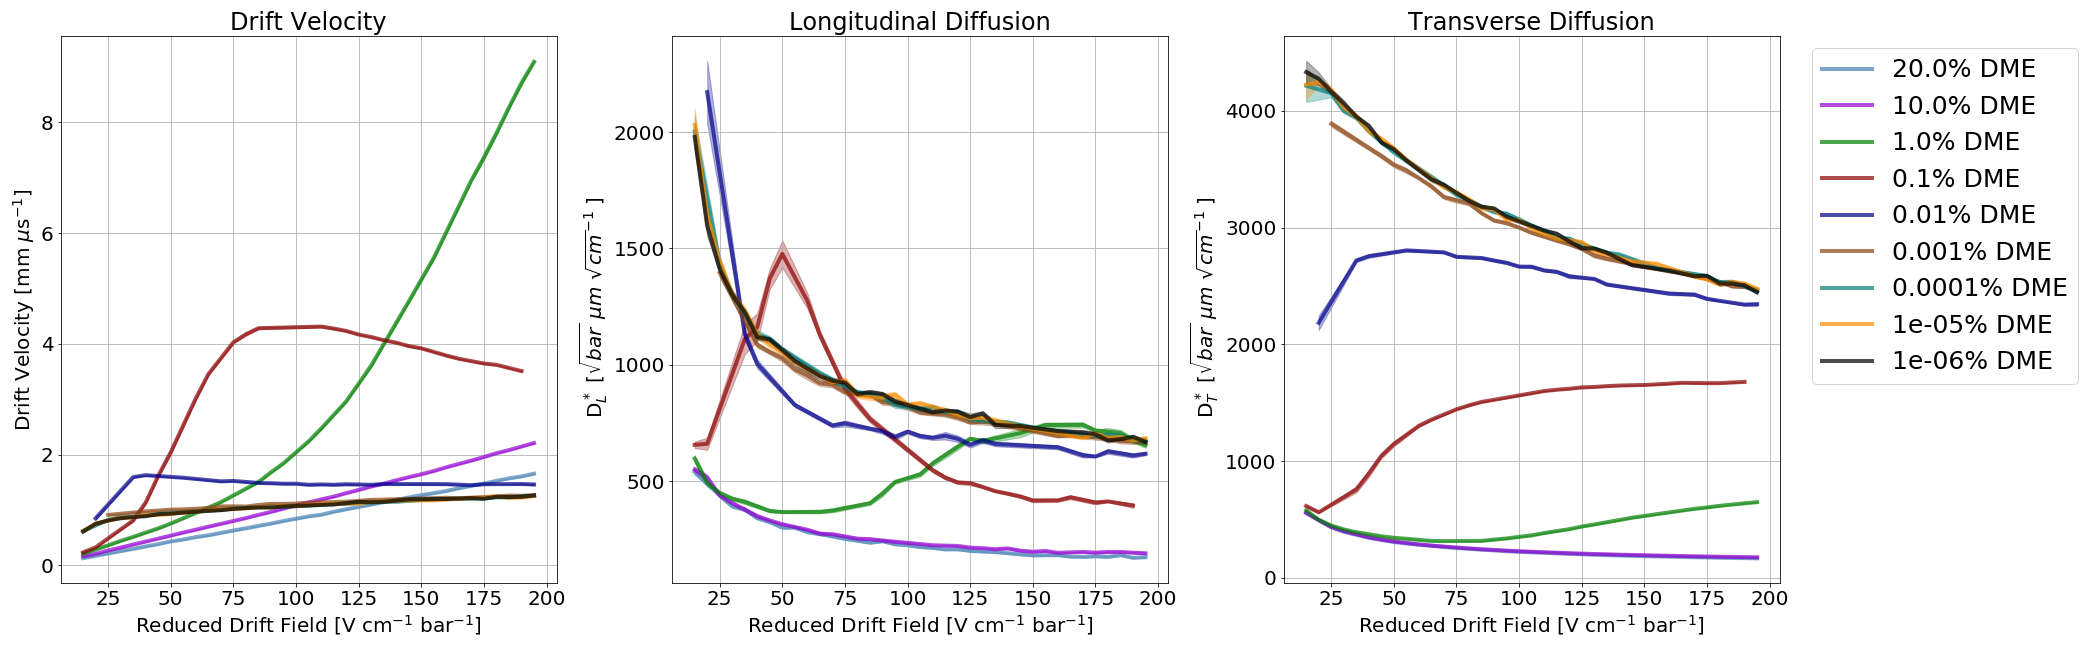 Drift Velocity
Drift Velocity [mm μs⁻¹]
8
6
4
2
0
25 50 75 100 125 150 175 200
Reduced Drift Field [V cm⁻¹ bar⁻¹]
Longitudinal Diffusion
D*L [√bar μm √cm⁻¹ ]
2000
1500
1000
500
25 50 75 100 125 150 175 200
Reduced Drift Field [V cm⁻¹ bar⁻¹]
Transverse Diffusion
D*T [√bar μm √cm⁻¹ ]
4000
3000
2000
1000
0
25 50 75 100 125 150 175 200
Reduced Drift Field [V cm⁻¹ bar⁻¹]
20.0% DME
10.0% DME
1.0% DME
0.1% DME
0.01% DME
0.001% DME
0.0001% DME
1e-05% DME
1e-06% DME